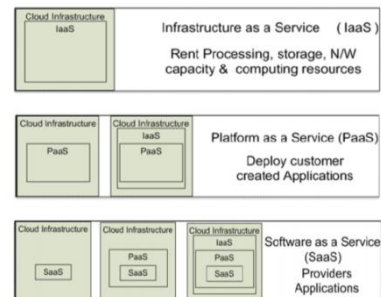 Cloud Infrastructure
IaaS
Infrastructure as a Service ( IaaS )
Rent Processing, storage, N/W
capacity & computing resources
Cloud Infrastructure
PaaS
Cloud Infrastructure
IaaS
PaaS
Platform as a Service (PaaS)
Deploy customer
created Applications
Cloud Infrastructure
SaaS
Cloud Infrastructure
PaaS
SaaS
Cloud Infrastructure
IaaS
PaaS
SaaS
Software as a Service
(SaaS)
Providers
Applications